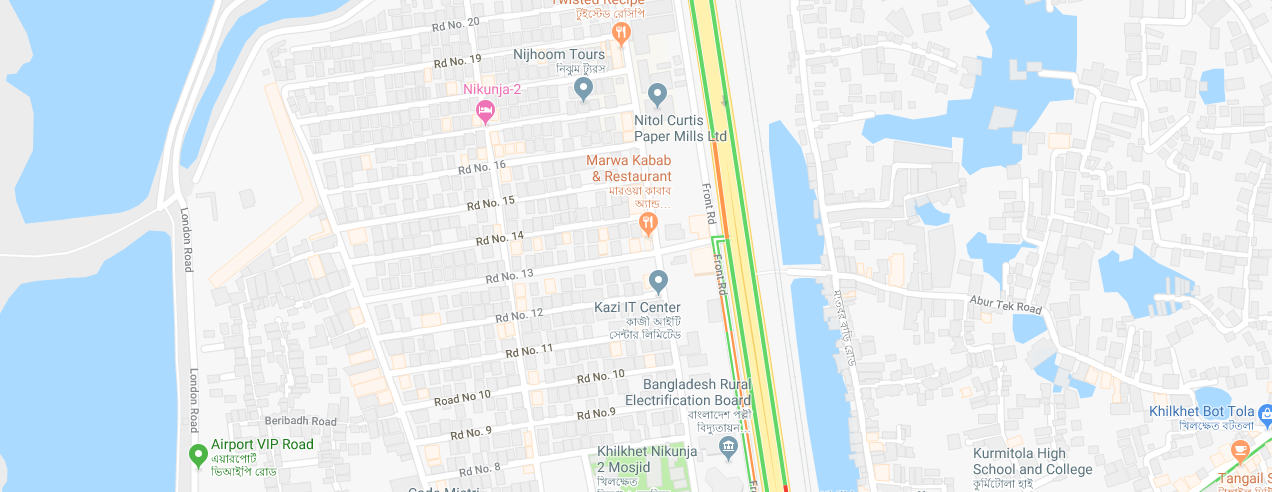 Twisted Recipe
টুইস্টেড রেসিপি
Rd No. 20
Rd No. 19
Nijhoom Tours
নিঝুম ট্যুরস
Nikunja-2
Nitol Curtis
Paper Mills Ltd
Marwa Kabab
& Restaurant
মারওয়া কাবাব
অ্যান্ড...
Rd No. 16
Rd No. 15
Rd No. 14
Rd No. 13
Front Rd
Front Rd
London Road
Kazi IT Center
কাজী আইটি
সেন্টার লিমিটেড
Rd No. 12
Rd No. 11
Rd No. 10
Road No 10
Rd No.9
Rd No. 9
Rd No. 8
Abur Tek Road
মাতবর বাড়ি রোড
London Road
Beribadh Road
Airport VIP Road
এয়ারপোর্ট
ভিআইপি রোড
Bangladesh Rural
Electrification Board
বাংলাদেশ পল্লী
বিদ্যুতায়ন...
Khilkhet Nikunja
2 Mosjid
খিলক্ষেত
Khilkhet Bot Tola
খিলক্ষেত বটতলা
Kurmitola High
School and College
কুর্মিটোলা হাই
Tangail S